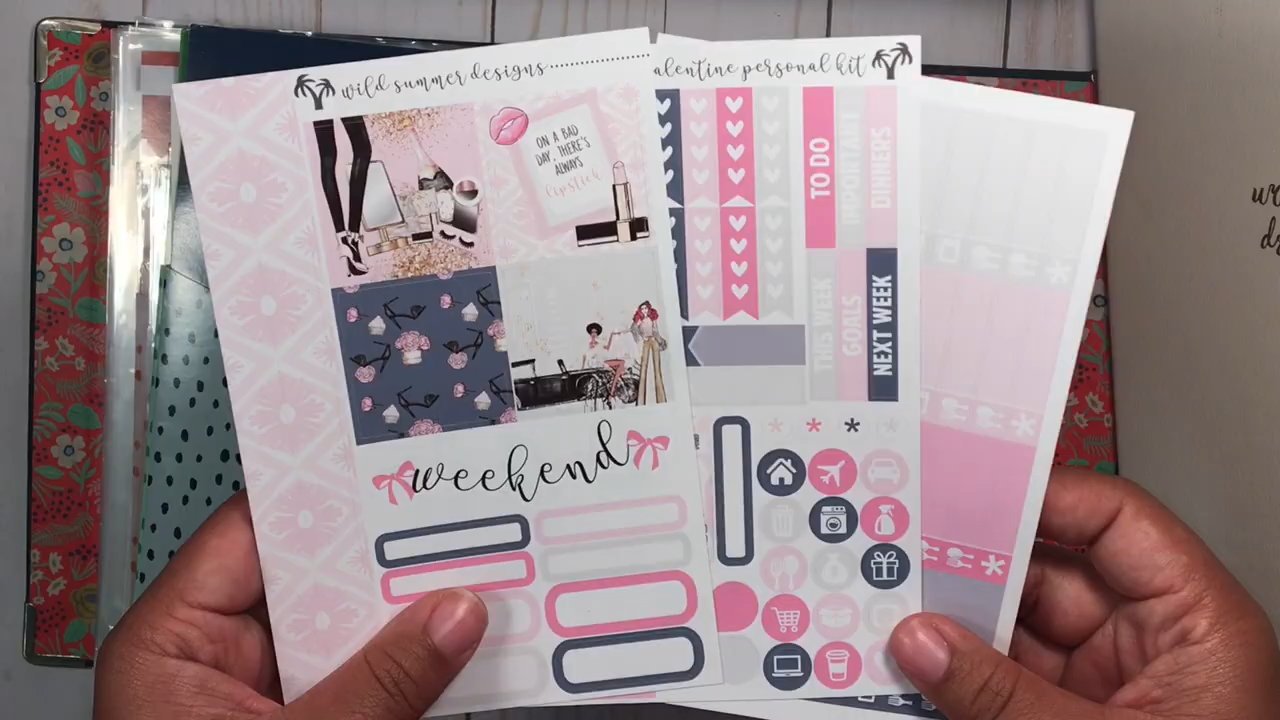 wild summer designs
alentine personal kit
ON A BAD
DAY, THERE'S
ALWAYS
lipstick
TO DO
IMPORTANT
DINNERS
THIS WEEK
GOALS
NEXT WEEK
weekend